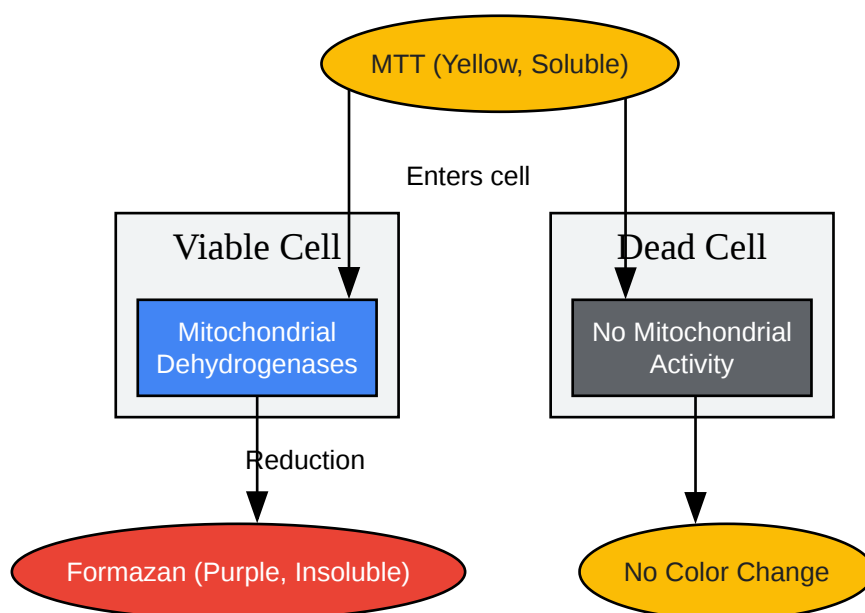 MTT (Yellow, Soluble)
Enters cell
Viable Cell
Dead Cell
Mitochondrial
Dehydrogenases
No Mitochondrial
Activity
Reduction
Formazan (Purple, Insoluble)
No Color Change